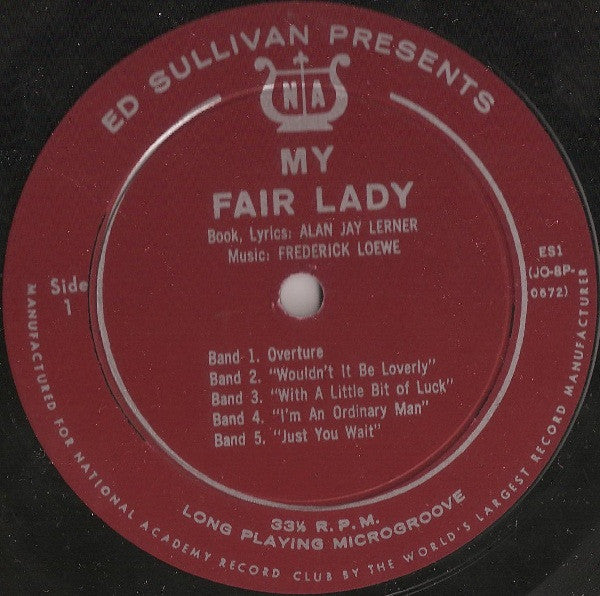 ED SULLIVAN PRESENTS
N A
MY
FAIR LADY
Book, Lyrics: ALAN JAY LERNER
Music: FREDERICK LOEWE
Side
1
ES1
(JO-8P-
0672)
Band 1. Overture
Band 2. "Wouldn't It Be Loverly"
Band 3. "With A Little Bit of Luck"
Band 4. "I'm An Ordinary Man"
Band 5. "Just You Wait"
33⅓ R.P.M.
LONG PLAYING MICROGROOVE
MANUFACTURED FOR NATIONAL ACADEMY RECORD CLUB BY THE WORLD'S LARGEST RECORD MANUFACTURER